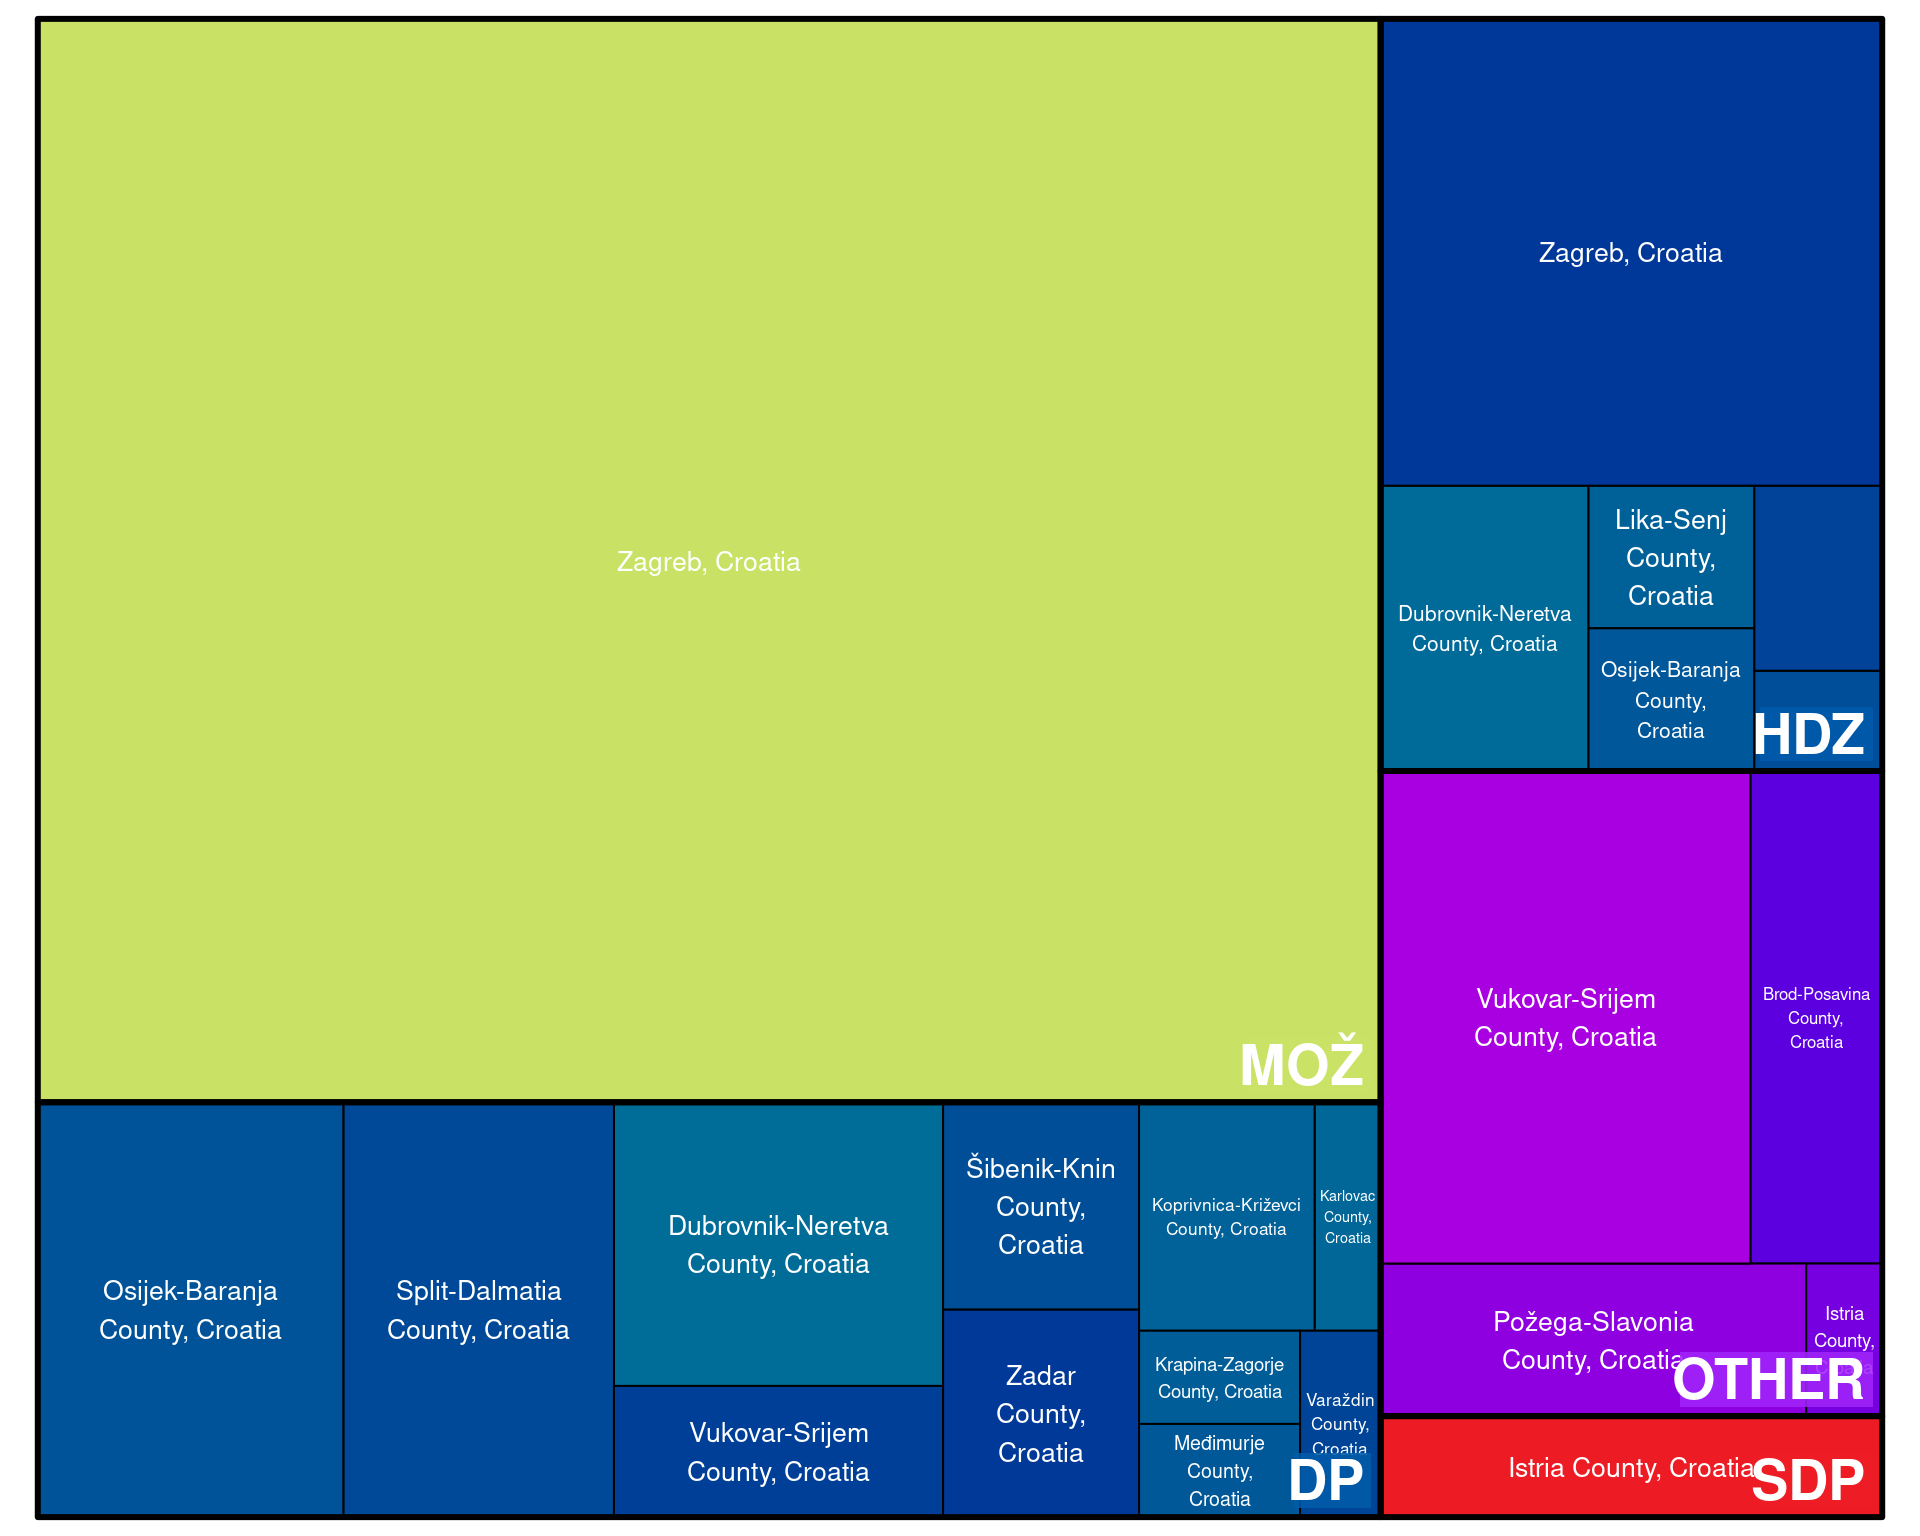 Zagreb, Croatia
MOŽ
Zagreb, Croatia
Dubrovnik-Neretva
County, Croatia
Lika-Senj
County,
Croatia
Osijek-Baranja
County,
Croatia
HDZ
Vukovar-Srijem
County, Croatia
Brod-Posavina
County,
Croatia
Požega-Slavonia
County, Croatia
Istria
County,
OTHER
Istria County, Croatia
SDP
Osijek-Baranja
County, Croatia
Split-Dalmatia
County, Croatia
Dubrovnik-Neretva
County, Croatia
Vukovar-Srijem
County, Croatia
Šibenik-Knin
County,
Croatia
Zadar
County,
Croatia
Koprivnica-Križevci
County, Croatia
Karlovac
County,
Croatia
Krapina-Zagorje
County, Croatia
Međimurje
County,
Croatia
Varaždin
County,
Croatia
DP